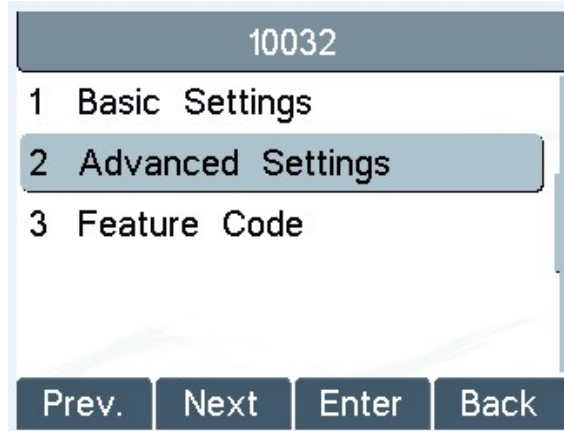 10032
1 Basic Settings
2 Advanced Settings
3 Feature Code
Prev. Next Enter Back